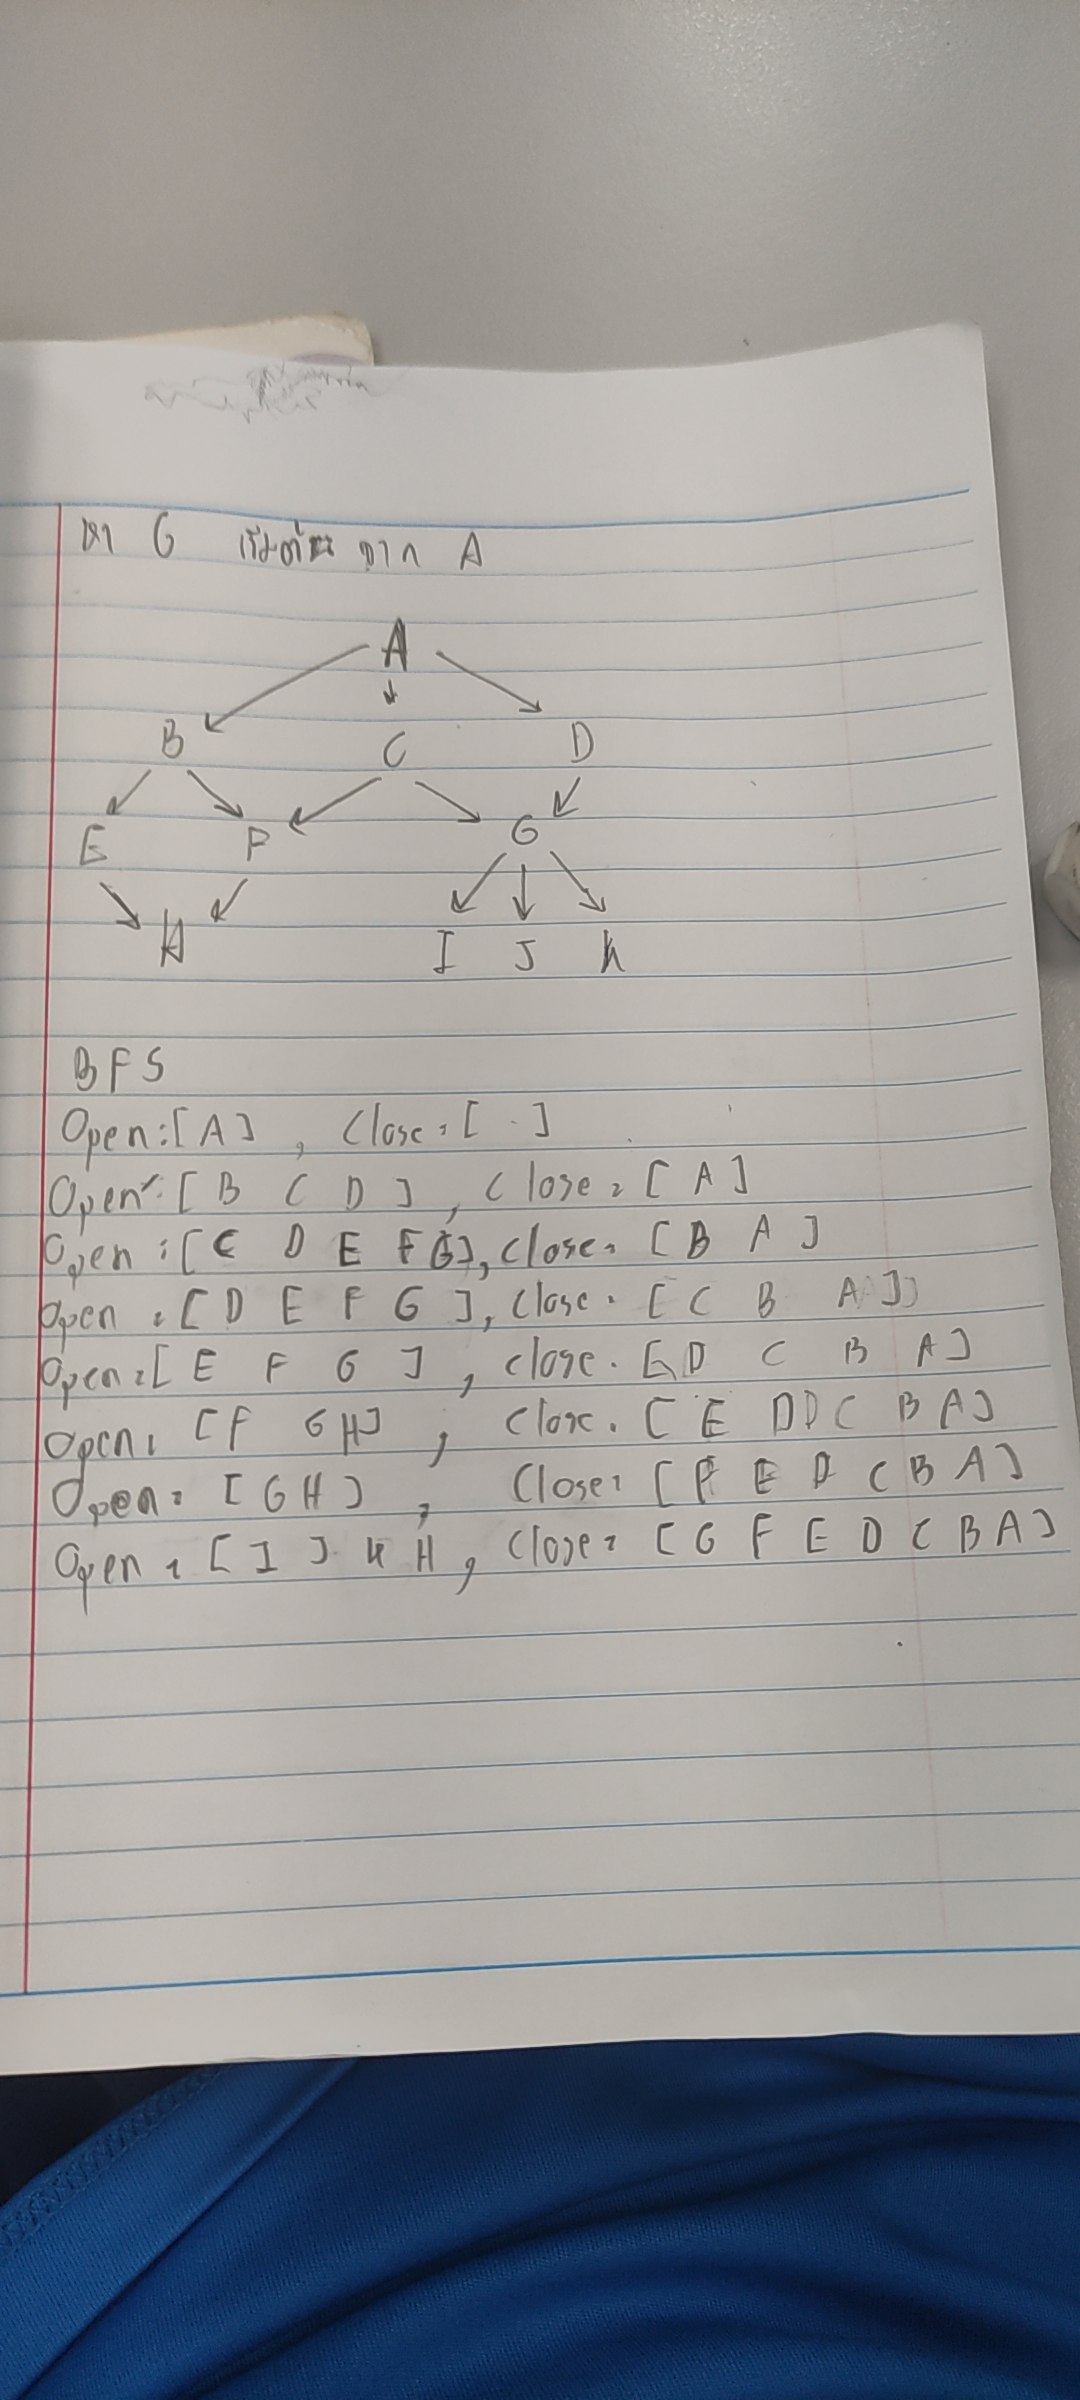 หา G เริ่มต้น จาก A
A
B C D
E F G
H I J K
BFS
Open:[A] , Close:[ ]
Open:[ B C D ] , Close:[ A]
Open:[ C D E F G], Close:[ B A ]
Open:[ D E F G ], Close:[ C B A ]
Open:[ E F G ] , Close:[ D C B A]
Open:[F G H] , Close:[ E D D C B A]
Open:[ G H ] , Close:[ F E D C B A ]
Open:[ I J K H , Close:[ G F E D C B A ]